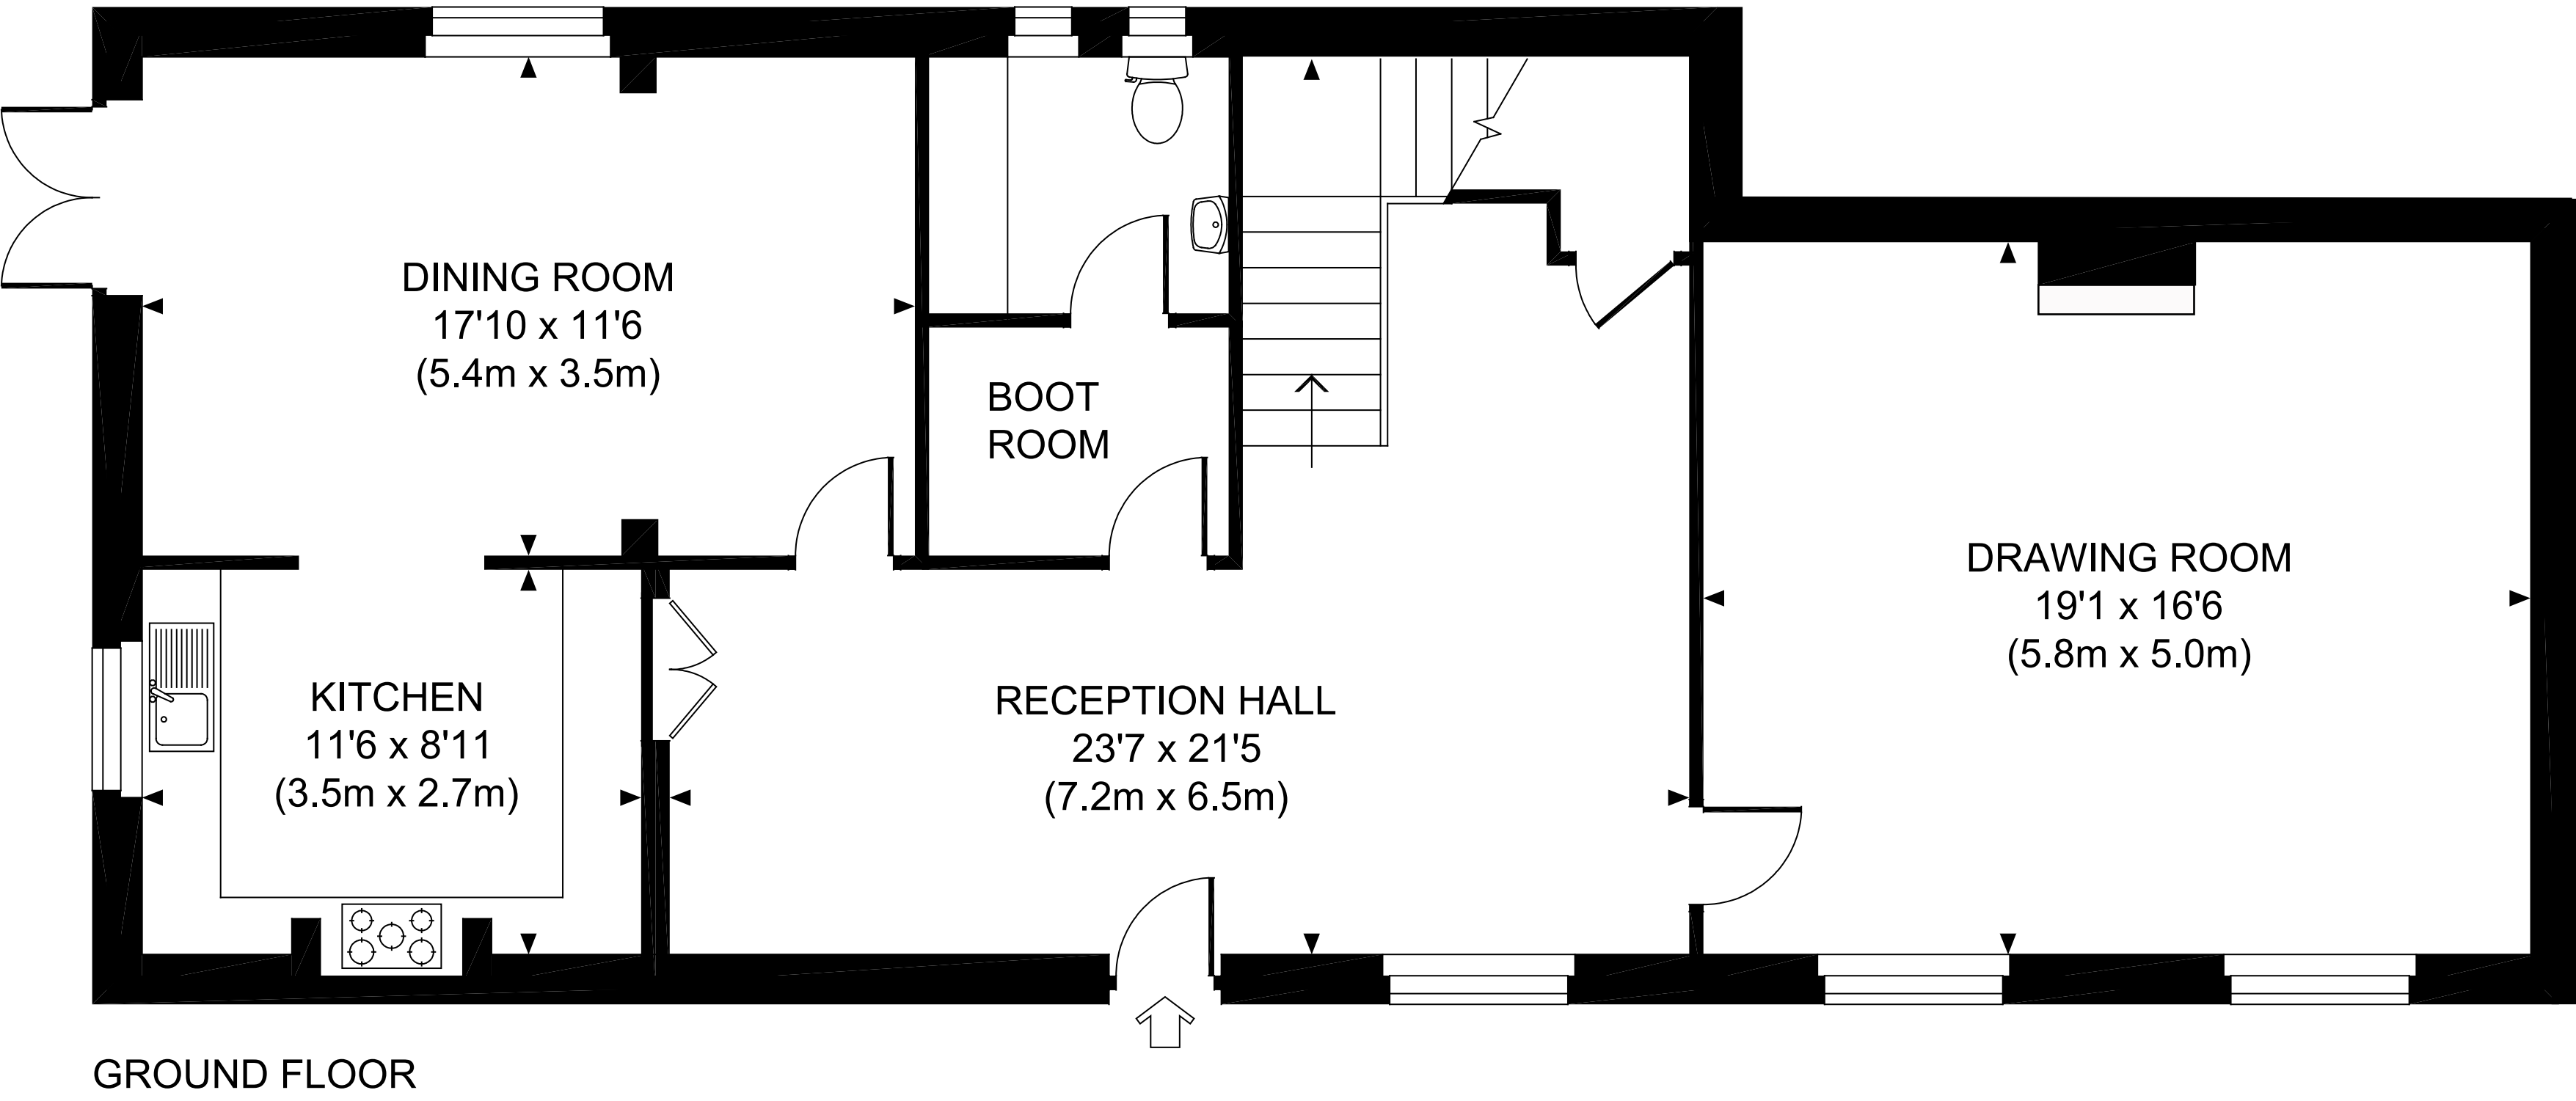 DINING ROOM
17'10 x 11'6
(5.4m x 3.5m)
BOOT
ROOM
DRAWING ROOM
19'1 x 16'6
(5.8m x 5.0m)
KITCHEN
11'6 x 8'11
(3.5m x 2.7m)
RECEPTION HALL
23'7 x 21'5
(7.2m x 6.5m)
GROUND FLOOR